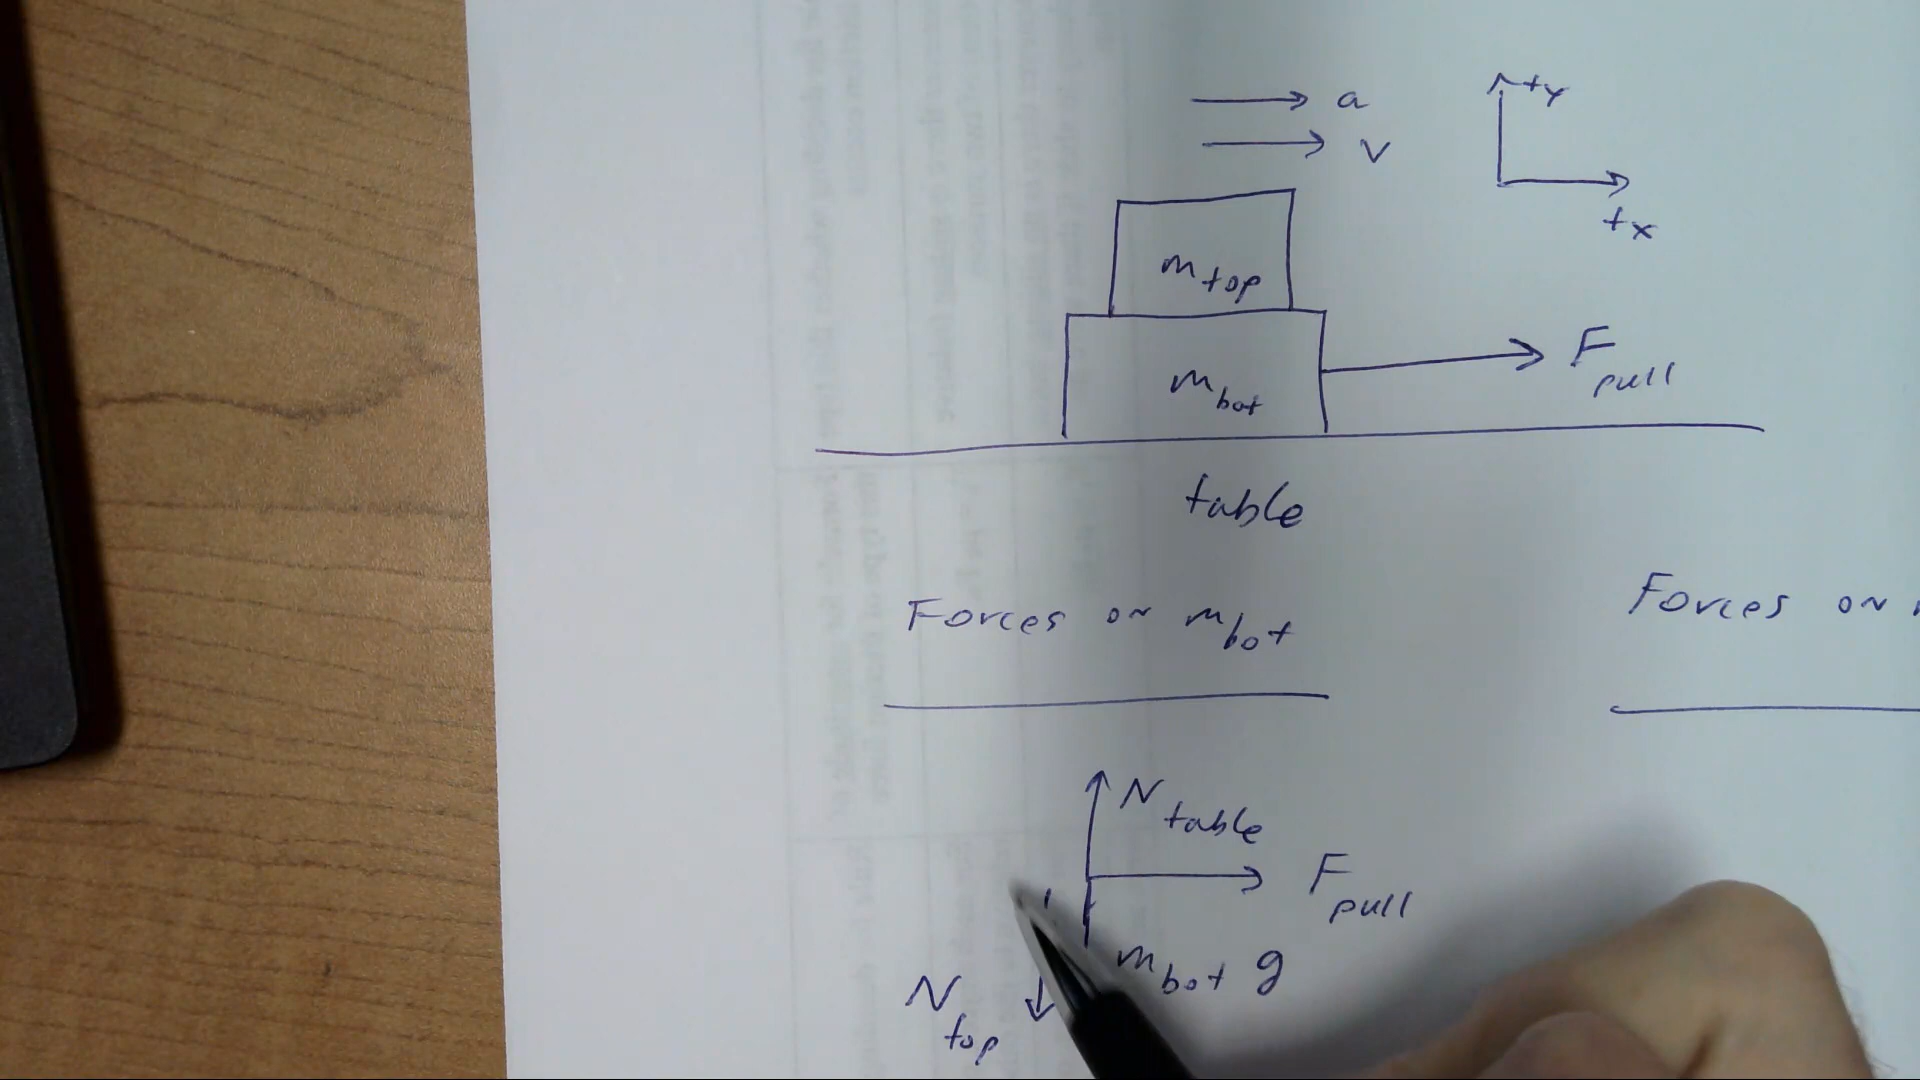 a
v
+y
+x
m top
m bot
F pull
table
Forces on m bot
Forces on
N table
F pull
m bot g
N top